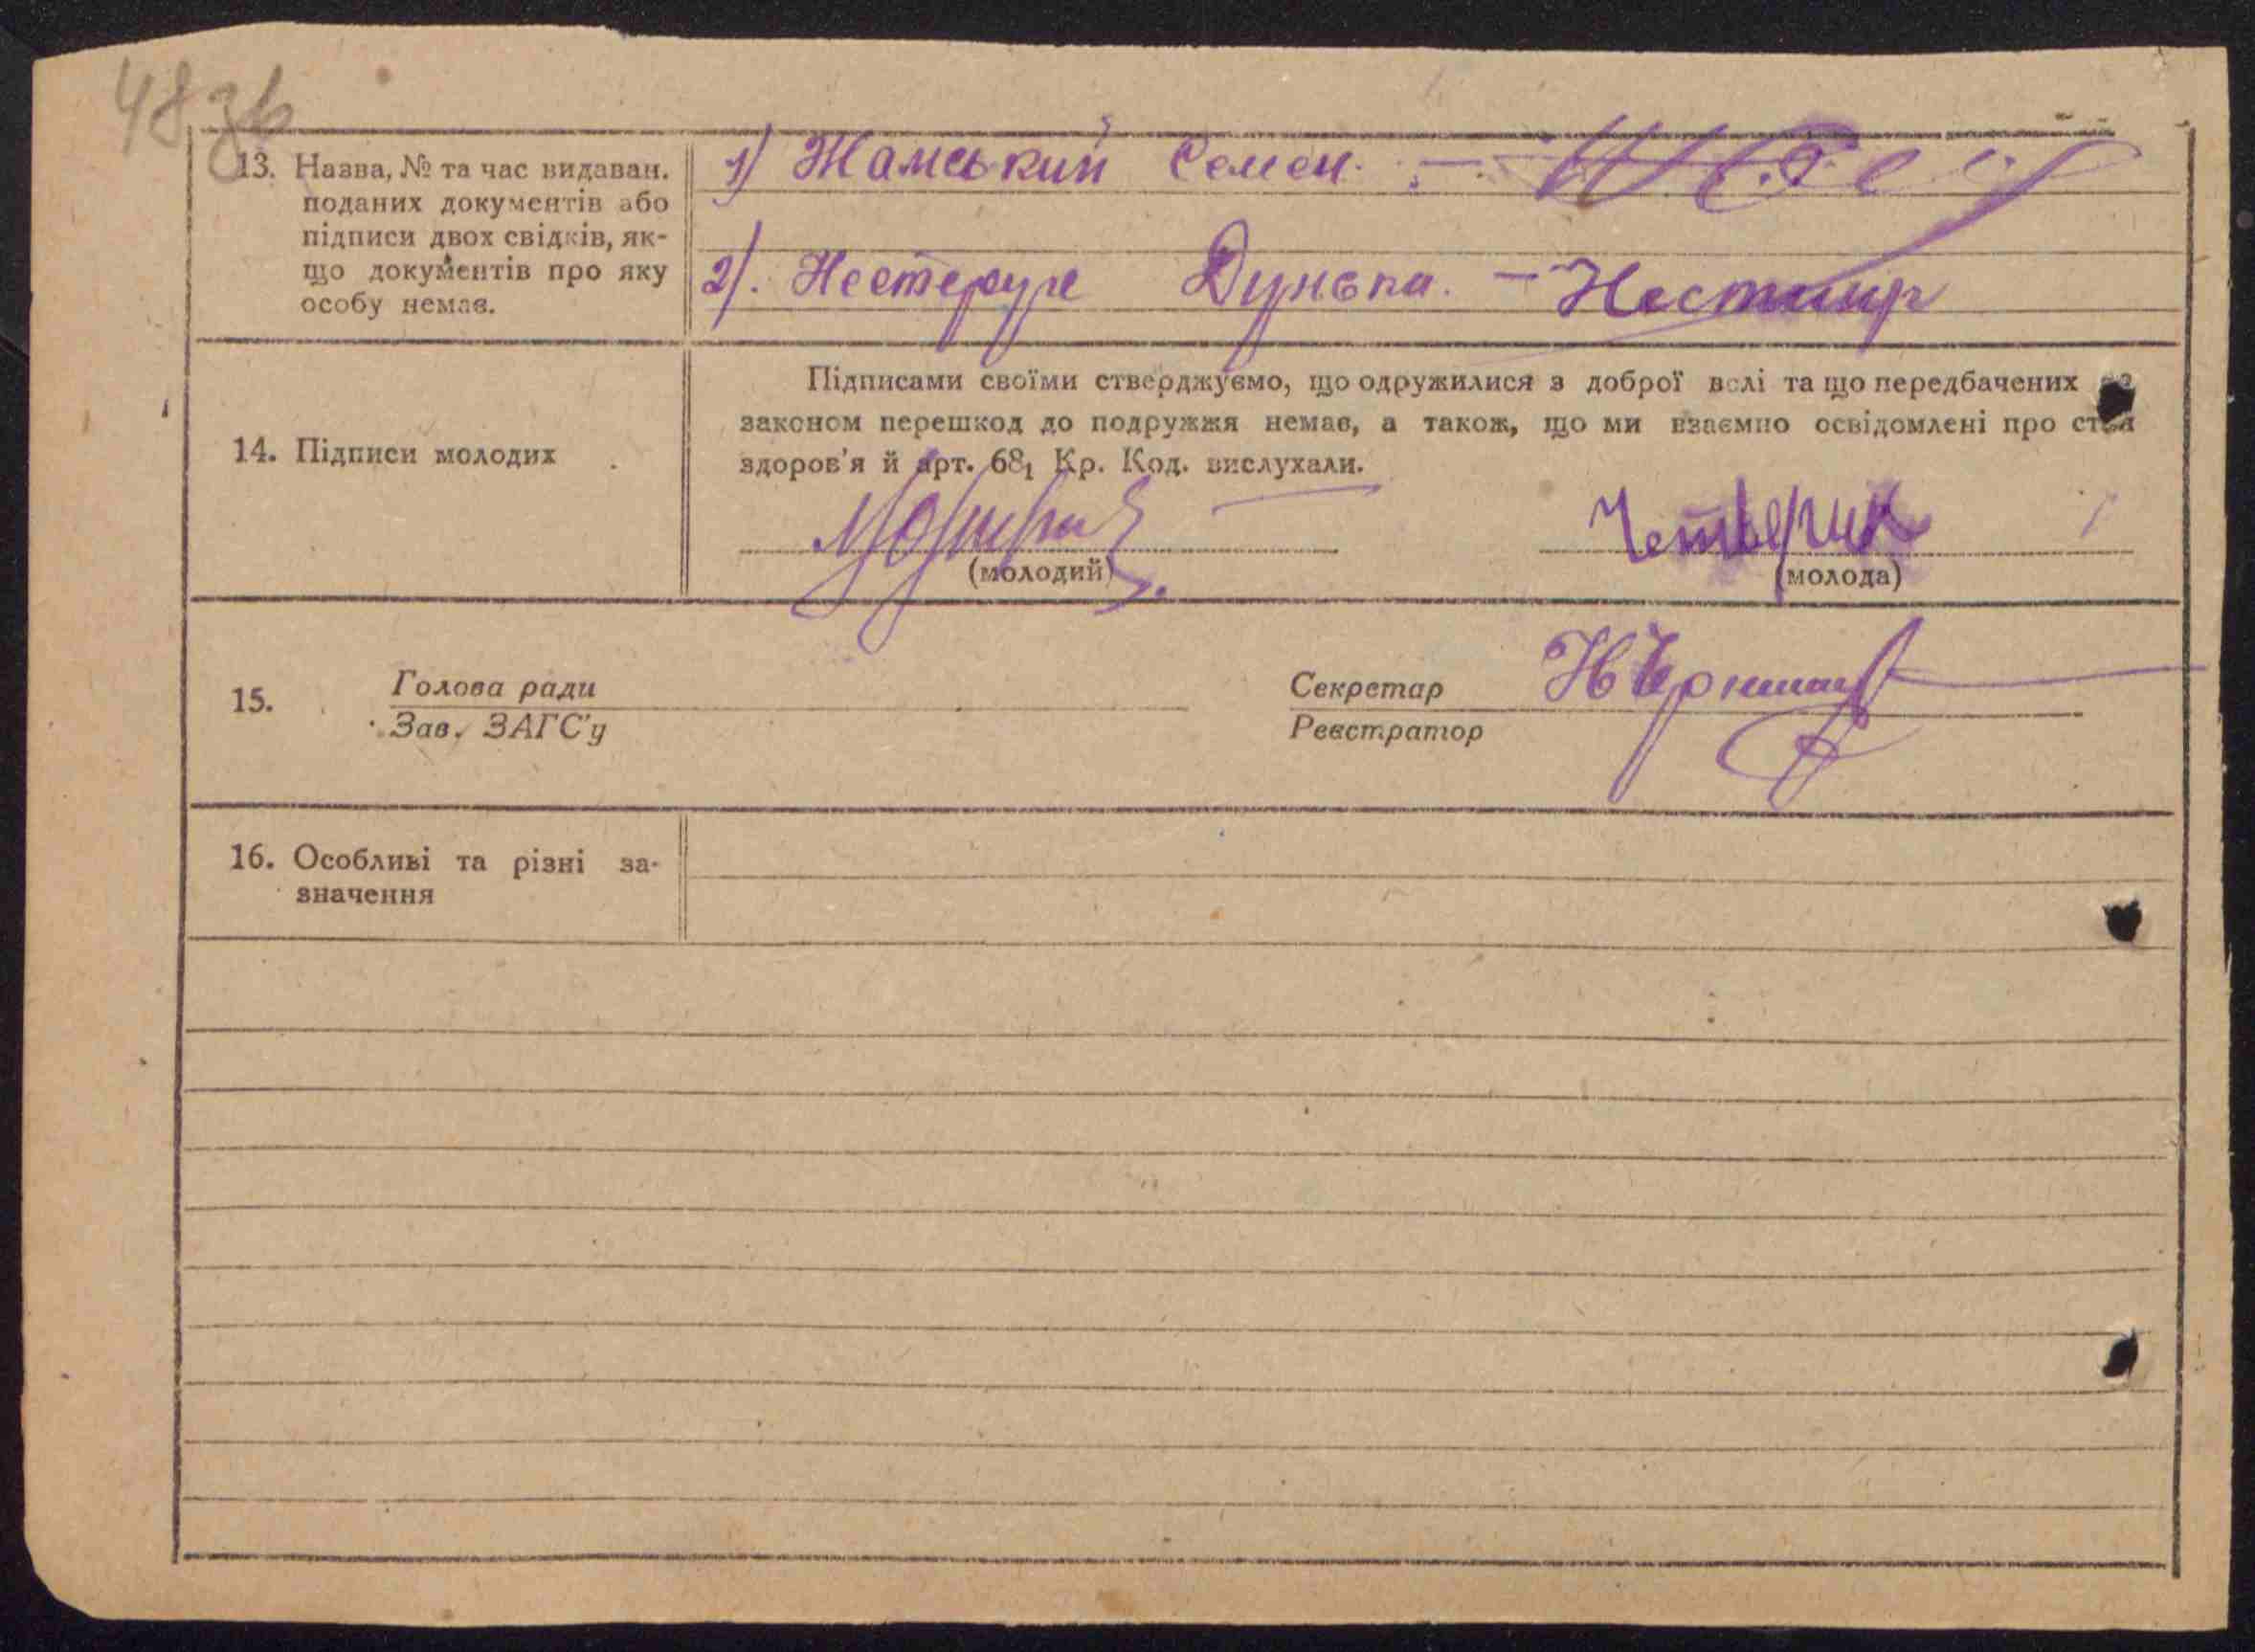 48зв
13. Назва, № та час видаван.
поданих документів або
підписи двох свідків, як-
що документів про яку
особу немає.
1) Жамський Семен. —
2). Нестерук Дунька. —
14. Підписи молодих
Підписами своїми стверджуємо, що одружилися з доброї волі та що передбачених
законом перешкод до подружжя немає, а також, що ми взаємно освідомлені про стан
здоров'я й арт. 68₁ Кр. Код. вислухали.
Четверик
(молодий) (молода)
15. Голова ради Секретар
Зав. ЗАГС'у Реєстратор
16. Особливі та різні за-
значення